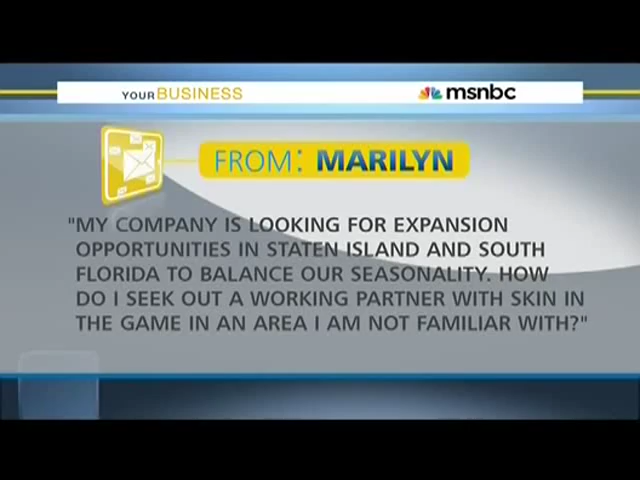 YOUR BUSINESS
msnbc
FROM: MARILYN
"MY COMPANY IS LOOKING FOR EXPANSION
OPPORTUNITIES IN STATEN ISLAND AND SOUTH
FLORIDA TO BALANCE OUR SEASONALITY. HOW
DO I SEEK OUT A WORKING PARTNER WITH SKIN IN
THE GAME IN AN AREA I AM NOT FAMILIAR WITH?"